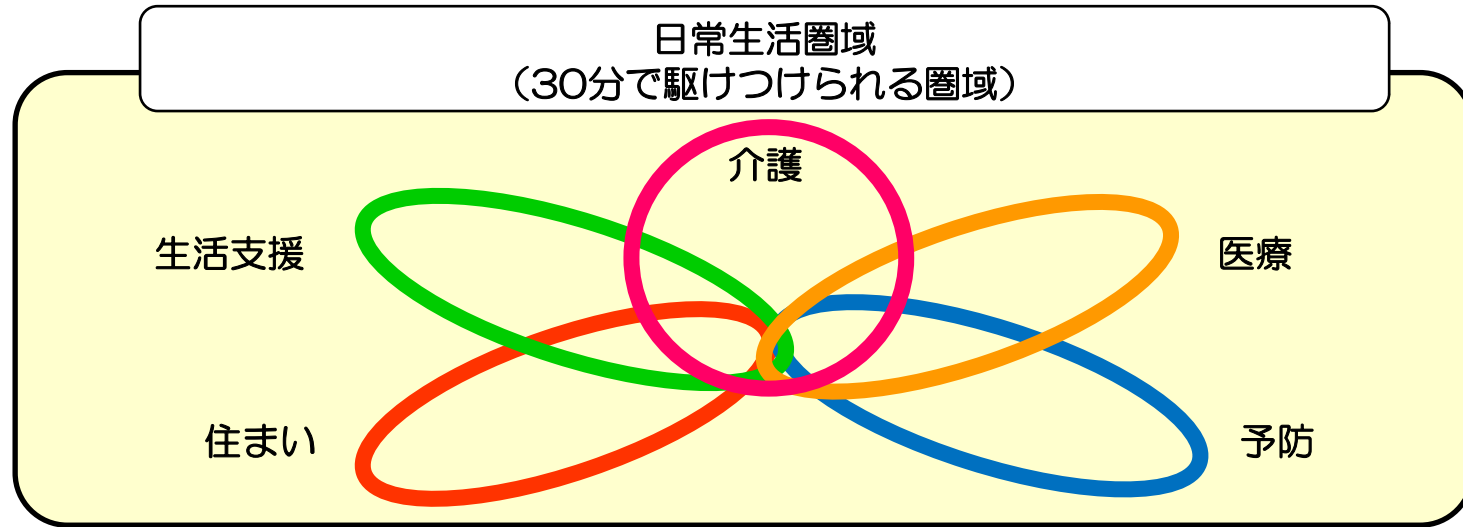 日常生活圏域
（30分で駆けつけられる圏域）
介護
生活支援
医療
住まい
予防